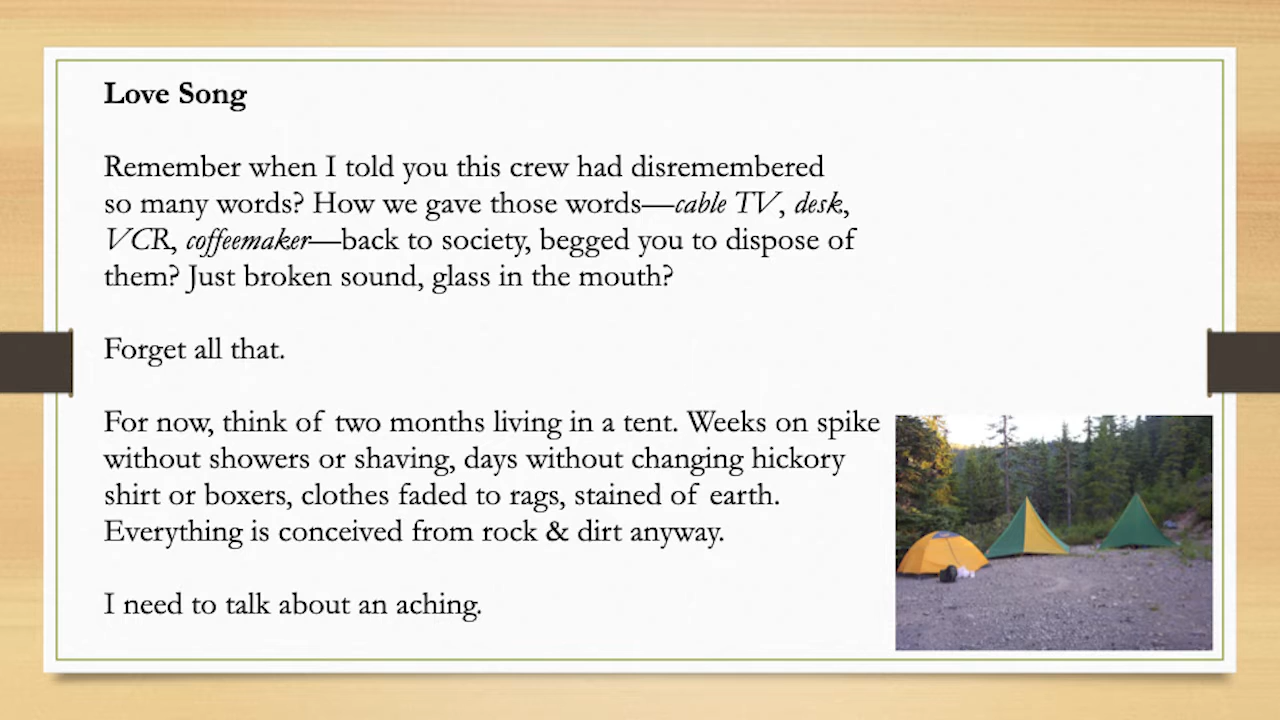 Love Song
Remember when I told you this crew had disremembered
so many words? How we gave those words—cable TV, desk,
VCR, coffeemaker—back to society, begged you to dispose of
them? Just broken sound, glass in the mouth?
Forget all that.
For now, think of two months living in a tent. Weeks on spike
without showers or shaving, days without changing hickory
shirt or boxers, clothes faded to rags, stained of earth.
Everything is conceived from rock & dirt anyway.
I need to talk about an aching.